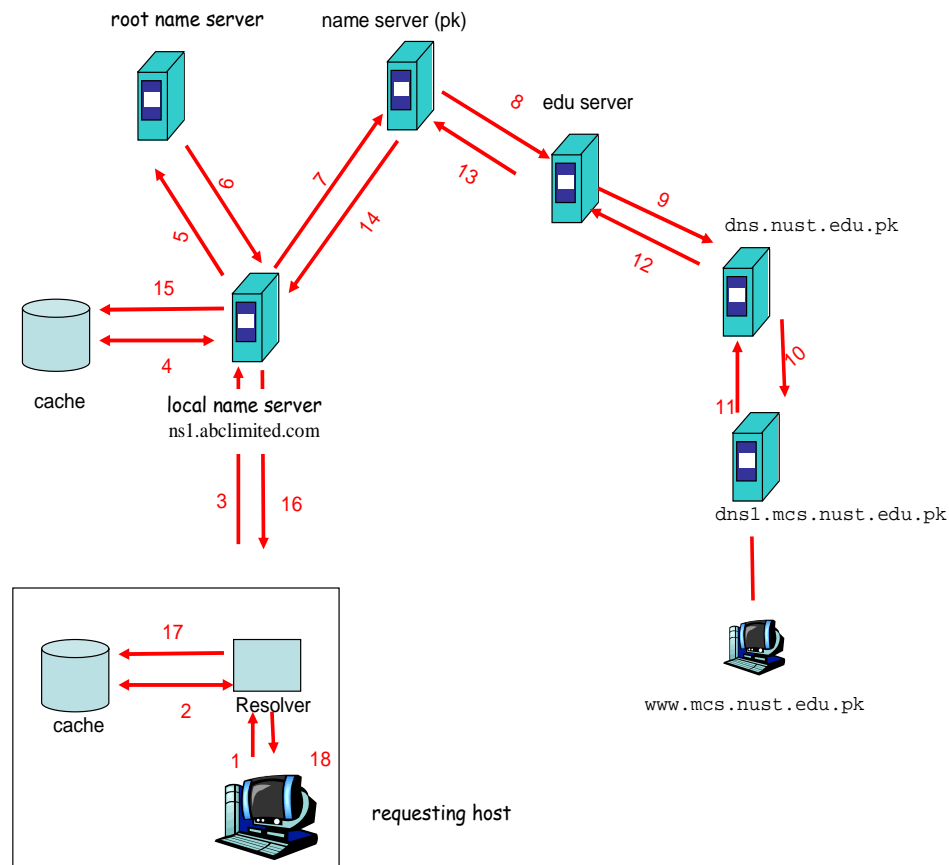 root name server
name server (pk)
8
edu server
13
6
7
9
5
14
12
dns.nust.edu.pk
15
4
10
cache
11
local name server
ns1.abclimited.com
3
16
dns1.mcs.nust.edu.pk
17
2
Resolver
cache
www.mcs.nust.edu.pk
1
18
requesting host